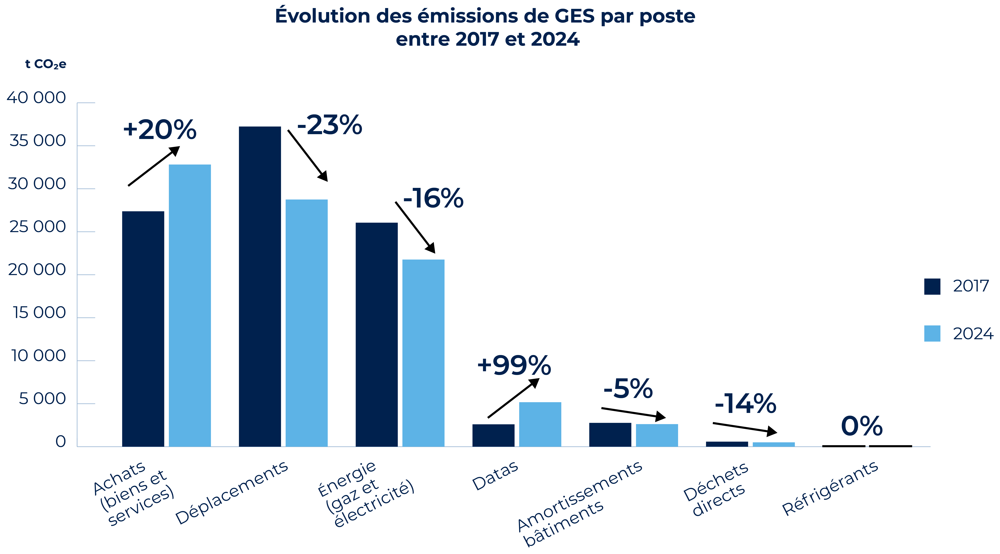 Évolution des émissions de GES par poste
entre 2017 et 2024
t CO₂e
40 000
35 000
30 000
25 000
20 000
15 000
10 000
5 000
0
+20%
-23%
-16%
+99%
-5%
-14%
0%
2017
2024
Achats
(biens et
services)
Déplacements
Énergie
(gaz et
électricité)
Datas
Amortissements
bâtiments
Déchets
directs
Réfrigérants